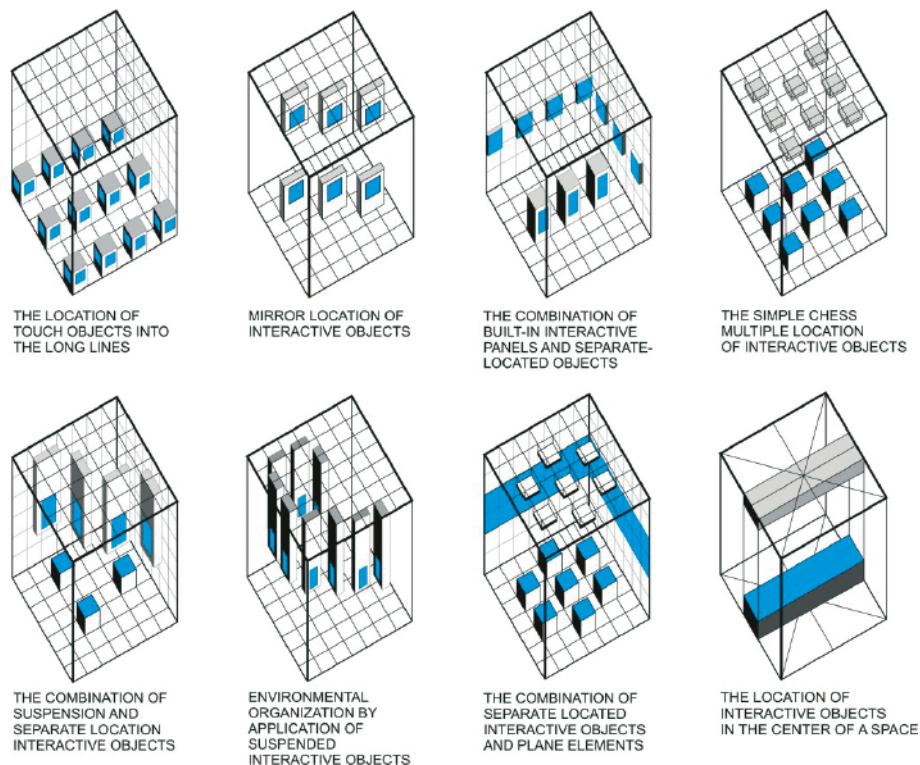 THE LOCATION OF
TOUCH OBJECTS INTO
THE LONG LINES
MIRROR LOCATION OF
INTERACTIVE OBJECTS
THE COMBINATION OF
BUILT-IN INTERACTIVE
PANELS AND SEPARATE-
LOCATED OBJECTS
THE SIMPLE CHESS
MULTIPLE LOCATION
OF INTERACTIVE OBJECTS
THE COMBINATION OF
SUSPENSION AND
SEPARATE LOCATION
INTERACTIVE OBJECTS
ENVIRONMENTAL
ORGANIZATION BY
APPLICATION OF
SUSPENDED
INTERACTIVE OBJECTS
THE COMBINATION OF
SEPARATE LOCATED
INTERACTIVE OBJECTS
AND PLANE ELEMENTS
THE LOCATION OF
INTERACTIVE OBJECTS
IN THE CENTER OF A SPACE